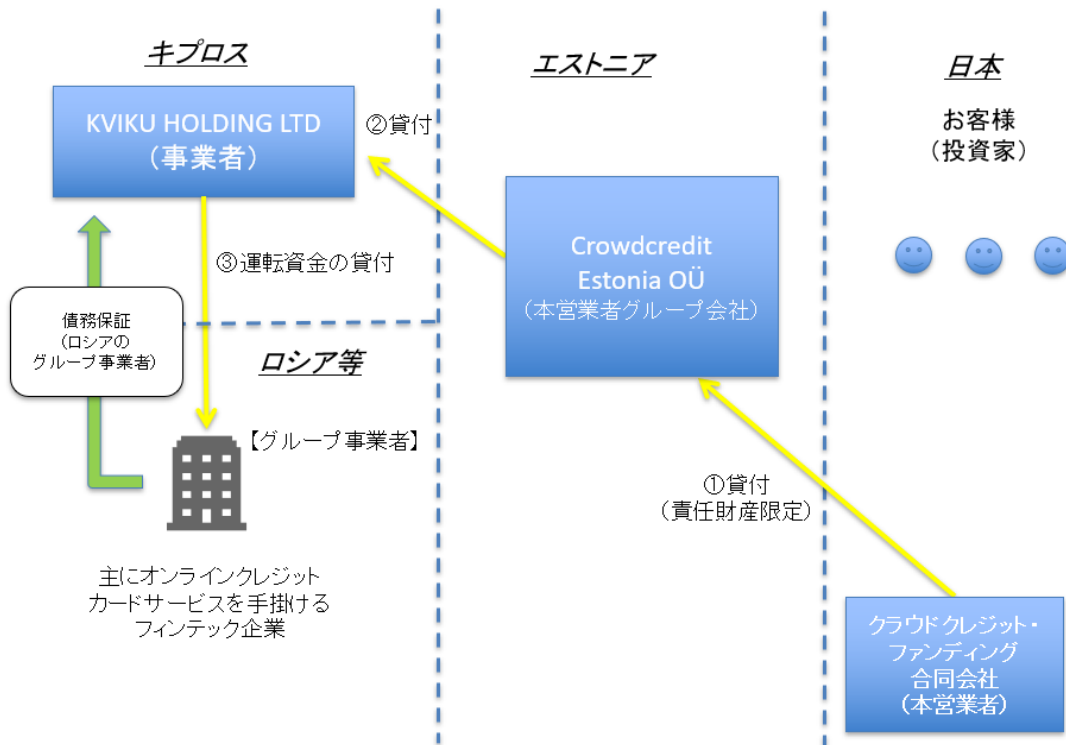 キプロス
エストニア
日本
KVIKU HOLDING LTD
（事業者）
②貸付
お客様
（投資家）
Crowdcredit
Estonia OÜ
（本営業者グループ会社）
③運転資金の貸付
債務保証
(ロシアの
グループ事業者)
ロシア等
【グループ事業者】
①貸付
（責任財産限定）
主にオンラインクレジット
カードサービスを手掛ける
フィンテック企業
クラウドクレジット・
ファンディング
合同会社
（本営業者）